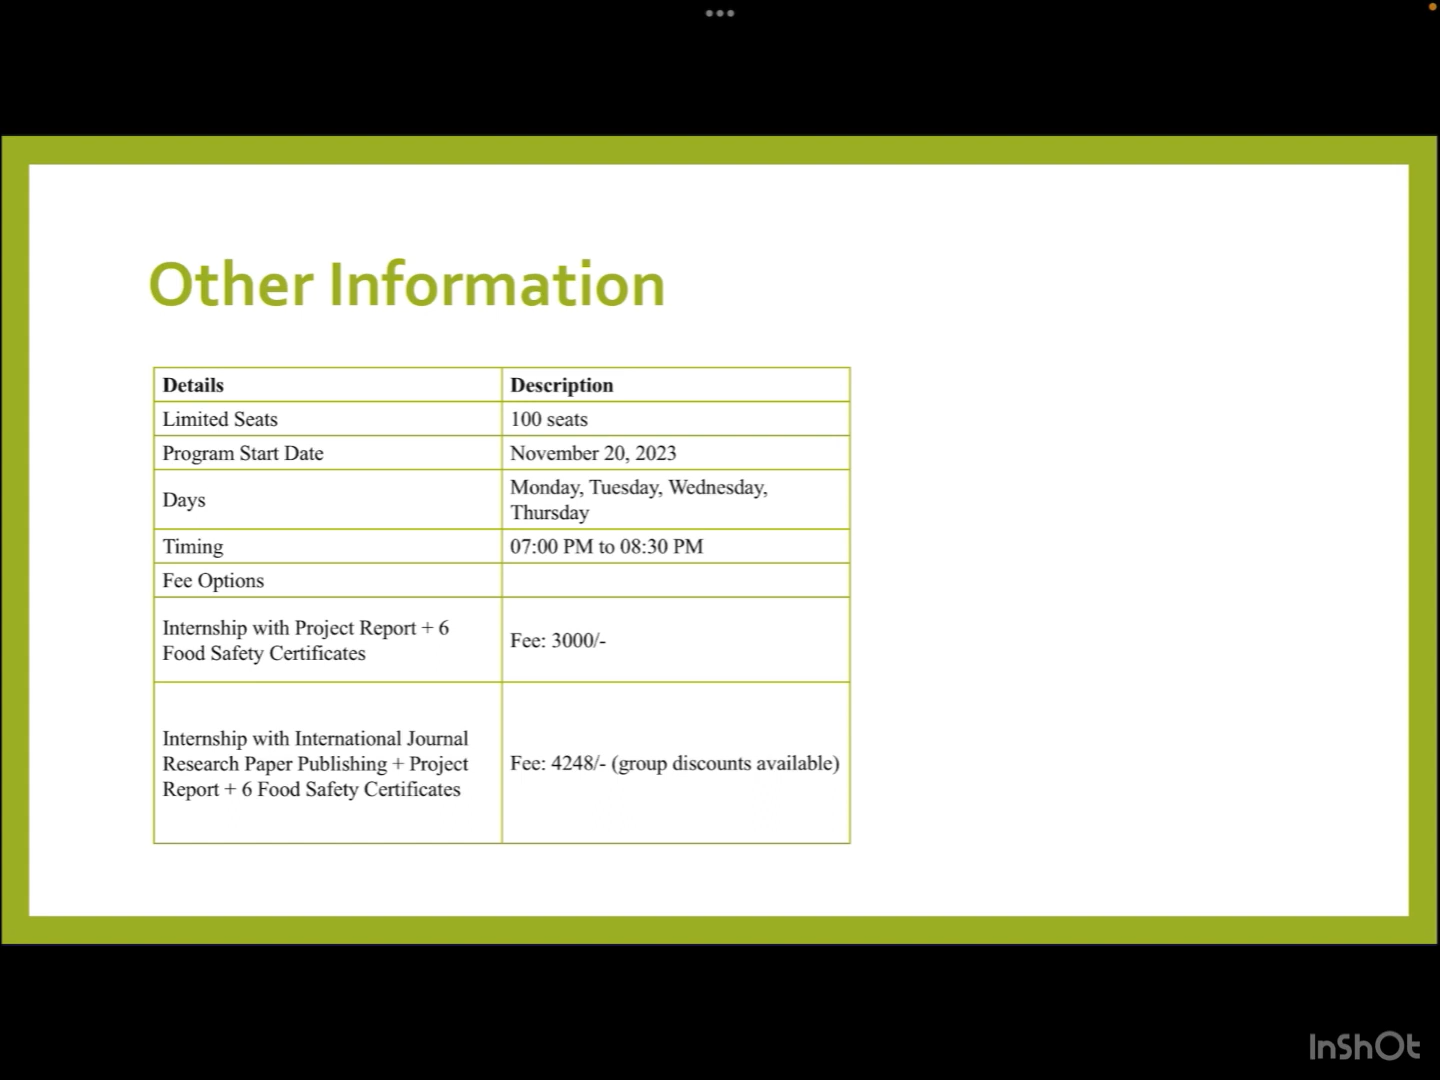 Other Information
Details Description
Limited Seats 100 seats
Program Start Date November 20, 2023
Days Monday, Tuesday, Wednesday,
Thursday
Timing 07:00 PM to 08:30 PM
Fee Options
Internship with Project Report + 6
Food Safety Certificates
Fee: 3000/-
Internship with International Journal
Research Paper Publishing + Project
Report + 6 Food Safety Certificates
Fee: 4248/- (group discounts available)
InShOt